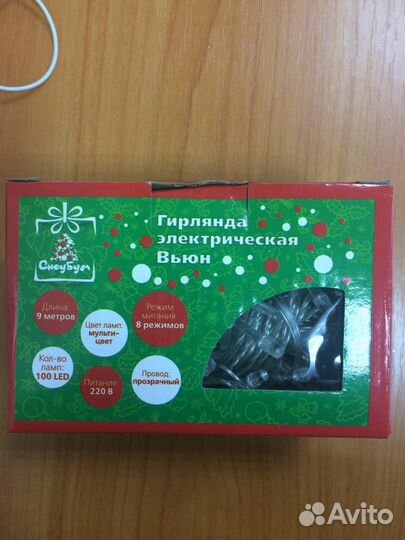 Гирлянда
электрическая
Вьюн
Сноубум
Длина:
9 метров
Цвет ламп:
мульти-
цвет
Режим
мигания:
8 режимов
Кол-во
ламп:
100 LED
Питание:
220 В
Провод:
прозрачный
Avito